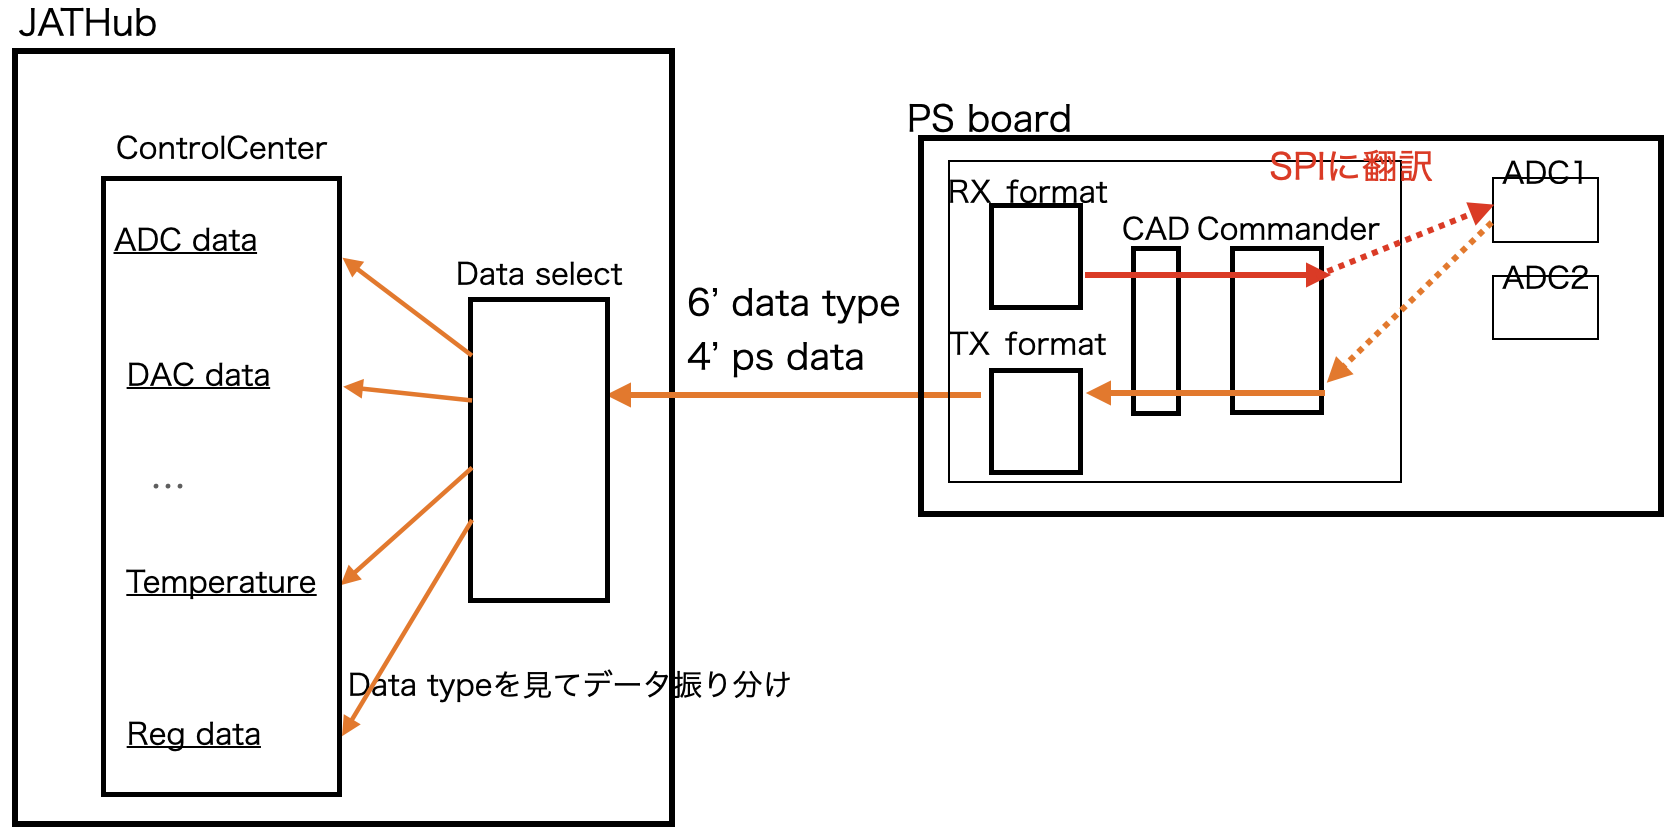 JATHub
ControlCenter
ADC data
DAC data
...
Temperature
Reg data
Data select
Data typeを見てデータ振り分け
6’ data type
4’ ps data
PS board
SPIに翻訳
RX format
CAD
Commander
TX format
ADC1
ADC2